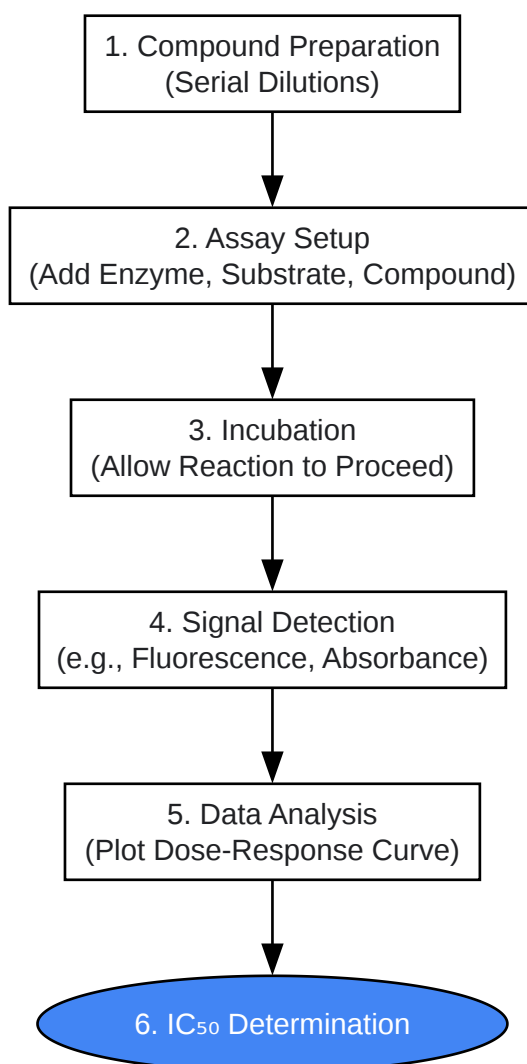 1. Compound Preparation
(Serial Dilutions)
2. Assay Setup
(Add Enzyme, Substrate, Compound)
3. Incubation
(Allow Reaction to Proceed)
4. Signal Detection
(e.g., Fluorescence, Absorbance)
5. Data Analysis
(Plot Dose-Response Curve)
6. IC₅₀ Determination